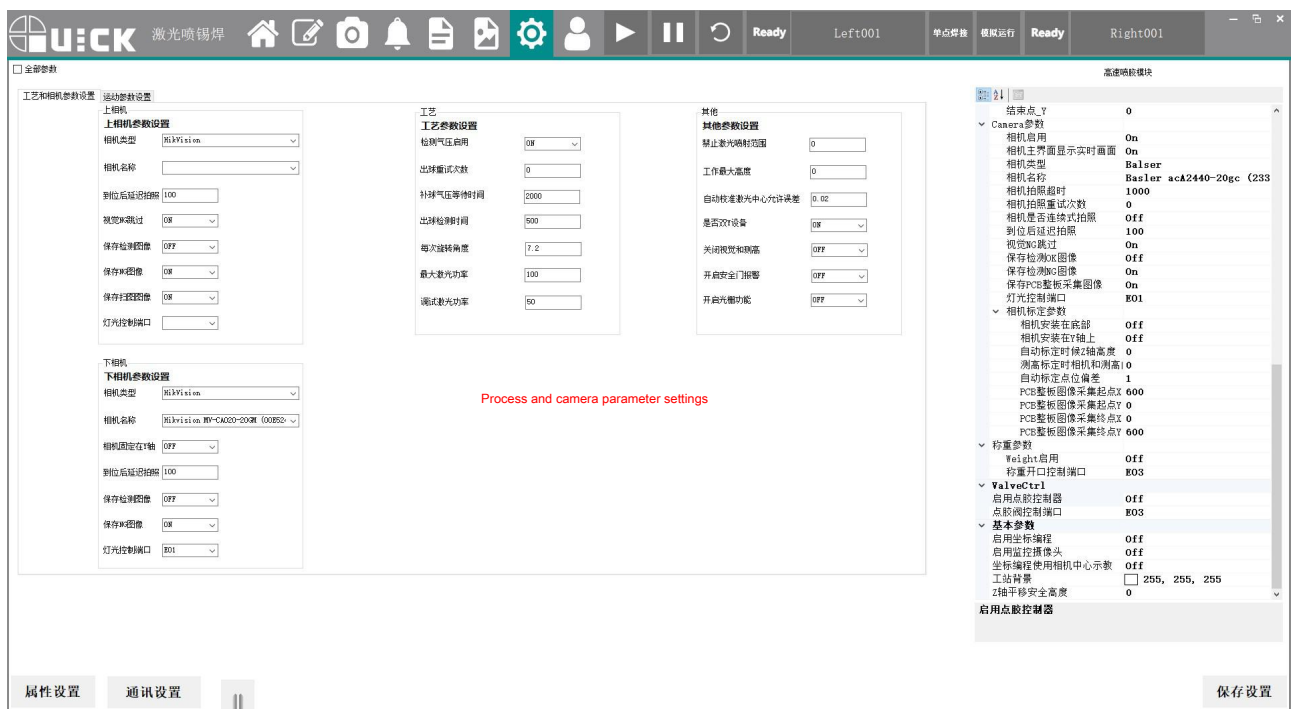 QUICK 激光喷锡焊 Ready Left001 单点焊接 模拟运行 Ready Right001
全部参数
高速喷胶模块
工艺和相机参数设置 运动参数设置
上相机
上相机参数设置
相机类型 HikVision
相机名称
到位后延迟拍照 100
视觉NG跳过 ON
保存检测图像 OFF
保存NG图像 ON
保存扫图图像 ON
灯光控制端口
下相机
下相机参数设置
相机类型 HikVision
相机名称 Hikvision MV-CA020-20GM (00B52
相机固定在Y轴 OFF
到位后延迟拍照 100
保存检测图像 OFF
保存NG图像 ON
灯光控制端口 E01
工艺
工艺参数设置
检测气压启用 ON
出球重试次数 0
补球气压等待时间 2000
出球检测时间 500
每次旋转角度 7.2
最大激光功率 100
调试激光功率 50
其他
其他参数设置
禁止激光喷射范围 0
工作最大高度 0
自动校准激光中心允许误差 0.02
是否双Y设备 ON
关闭视觉和测高 OFF
开启安全门报警 OFF
开启光栅功能 OFF
Process and camera parameter settings
结束点_Y 0
Camera参数
相机启用 On
相机主界面显示实时画面 On
相机类型 Balser
相机名称 Basler acA2440-20gc (233
相机拍照超时 1000
相机拍照重试次数 0
相机是否连续式拍照 Off
到位后延迟拍照 100
视觉NG跳过 On
保存检测OK图像 Off
保存检测NG图像 On
保存PCB整板采集图像 On
灯光控制端口 E01
相机标定参数
相机安装在底部 Off
相机安装在Y轴上 Off
自动标定时候Z轴高度 0
测高标定时相机和测高 0
自动标定点位偏差 1
PCB整板图像采集起点X 600
PCB整板图像采集起点Y 0
PCB整板图像采集终点X 0
PCB整板图像采集终点Y 600
称重参数
Weight启用 Off
称重开口控制端口 E03
ValveCtrl
启用点胶控制器 Off
点胶阀控制端口 E03
基本参数
启用坐标编程 Off
启用监控摄像头 Off
坐标编程使用相机中心示教 Off
工站背景 255, 255, 255
Z轴平移安全高度 0
启用点胶控制器
属性设置 通讯设置 保存设置